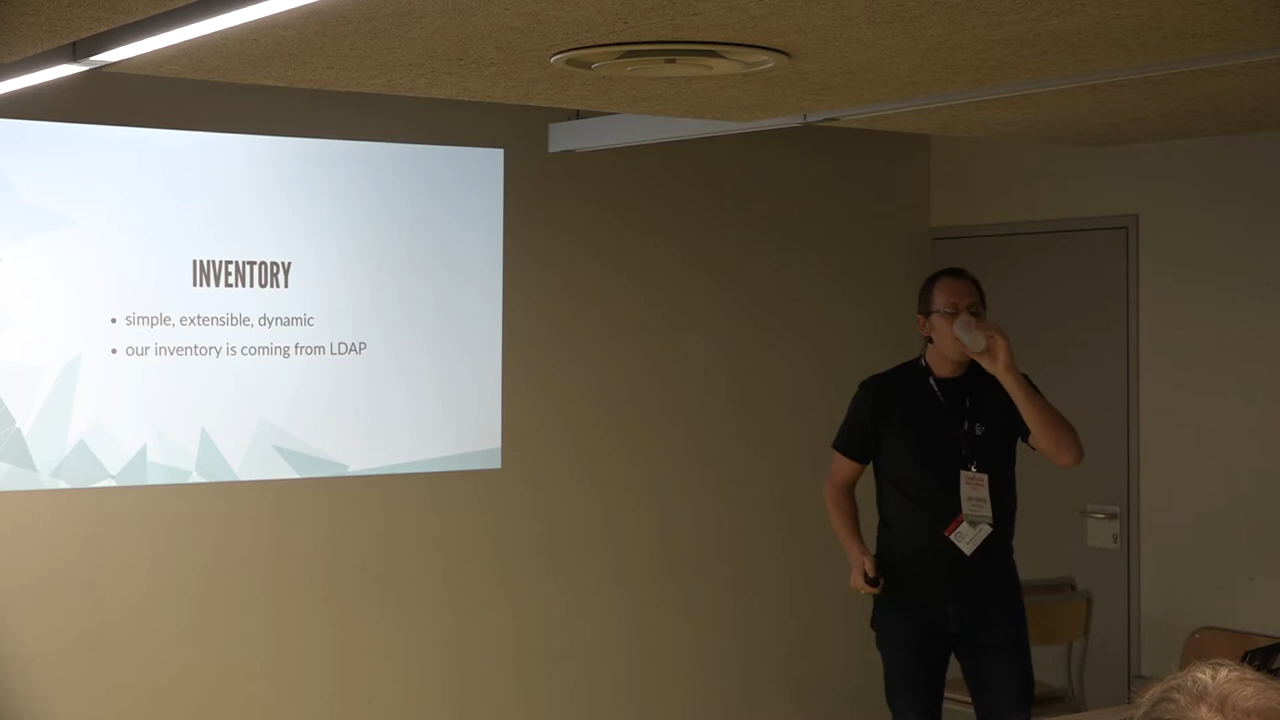 INVENTORY
• simple, extensible, dynamic
• our inventory is coming from LDAP